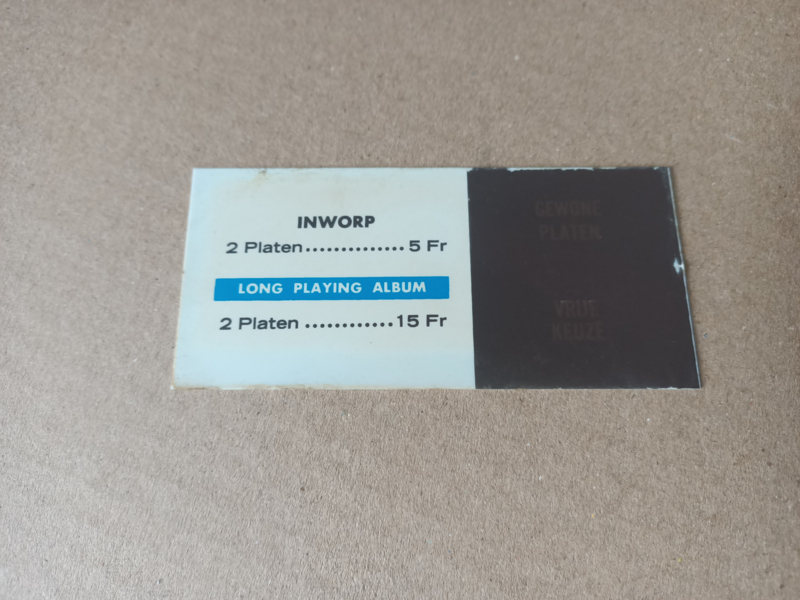 INWORP
2 Platen..............5 Fr
LONG PLAYING ALBUM
2 Platen ............15 Fr
GEWONE
PLATEN
VRIJE
KEUZE